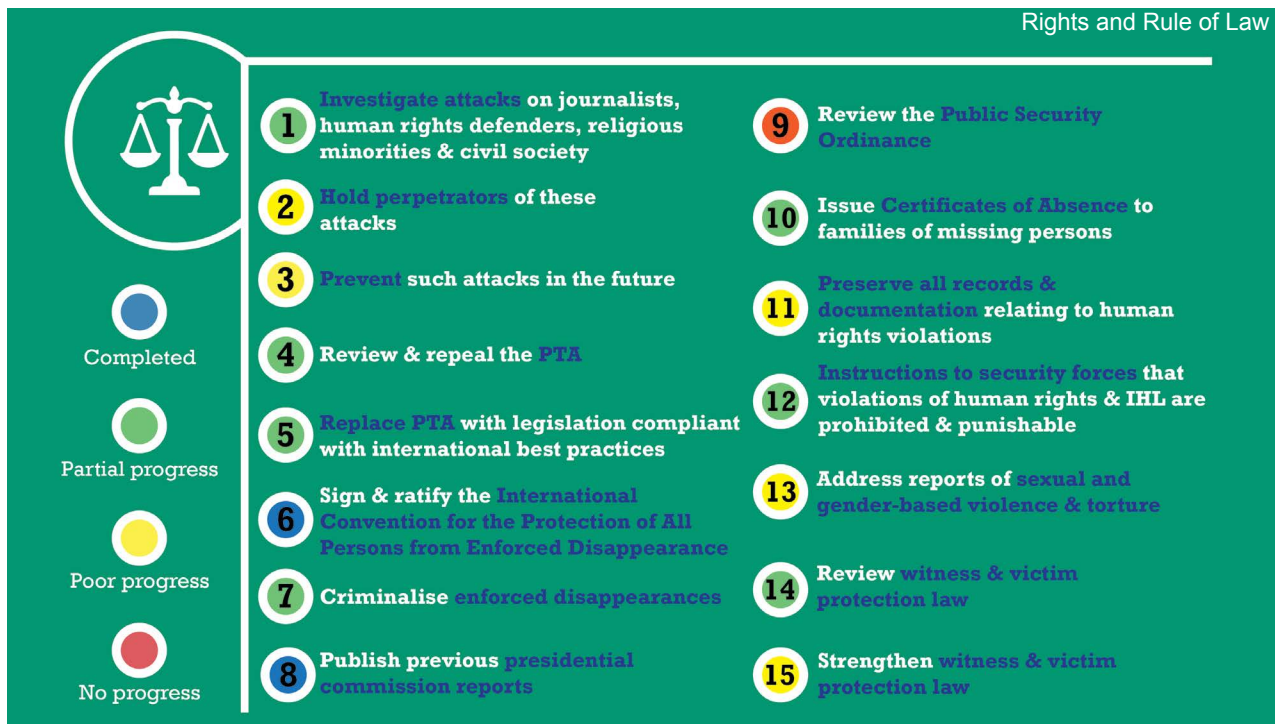 Rights and Rule of Law
Completed
Partial progress
Poor progress
No progress
1
Investigate attacks on journalists,
human rights defenders, religious
minorities & civil society
2
Hold perpetrators of these
attacks
3
Prevent such attacks in the future
4
Review & repeal the PTA
5
Replace PTA with legislation compliant
with international best practices
6
Sign & ratify the International
Convention for the Protection of All
Persons from Enforced Disappearance
7
Criminalise enforced disappearances
8
Publish previous presidential
commission reports
9
Review the Public Security
Ordinance
10
Issue Certificates of Absence to
families of missing persons
11
Preserve all records &
documentation relating to human
rights violations
12
Instructions to security forces that
violations of human rights & IHL are
prohibited & punishable
13
Address reports of sexual and
gender-based violence & torture
14
Review witness & victim
protection law
15
Strengthen witness & victim
protection law